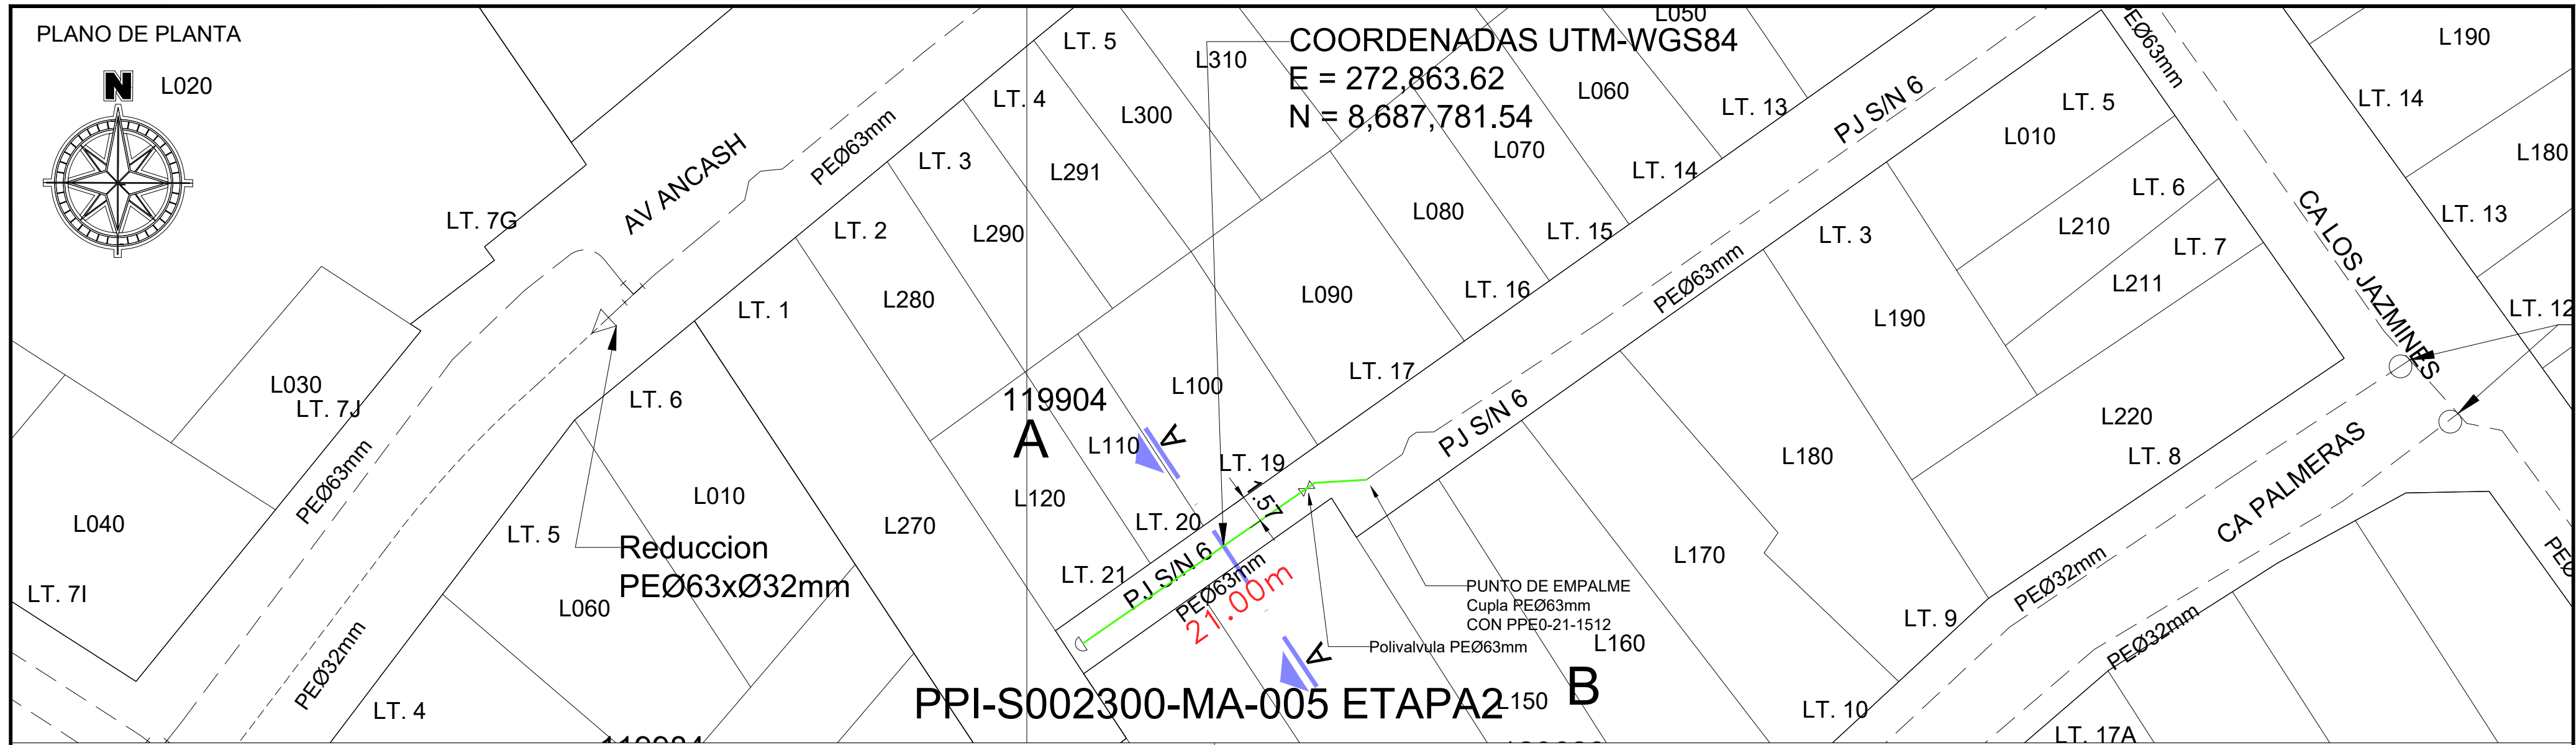 PLANO DE PLANTA
N
L020
LT. 7G
AV ANCASH
PEØ63mm
LT. 5
LT. 4
LT. 3
LT. 2
LT. 1
L310
L300
L291
L290
L280
COORDENADAS UTM-WGS84
E = 272,863.62
N = 8,687,781.54
L050
L060
L070
L080
L090
L100
L110
L120
LT. 13
LT. 14
LT. 15
LT. 16
LT. 17
LT. 19
LT. 20
LT. 21
PJ S/N 6
PEØ63mm
PJ S/N 6
PEØ63mm
LT. 5
L010
LT. 6
L210
LT. 7
L211
LT. 3
L190
L180
L170
L160
L150
L220
LT. 8
LT. 9
LT. 10
CA LOS JAZMINES
L190
LT. 14
L180
LT. 13
LT. 12
CA PALMERAS
PEØ32mm
PEØ32mm
LT. 17A
L030
LT. 7J
L040
LT. 7I
PEØ63mm
PEØ32mm
LT. 6
L010
LT. 5
L060
LT. 4
L270
Reduccion
PEØ63xØ32mm
119904
A
A
A
1.57
PJ S/N 6
PEØ63mm
21.00m
PUNTO DE EMPALME
Cupla PEØ63mm
CON PPE0-21-1512
Polivalvula PEØ63mm
B
PPI-S002300-MA-005 ETAPA2